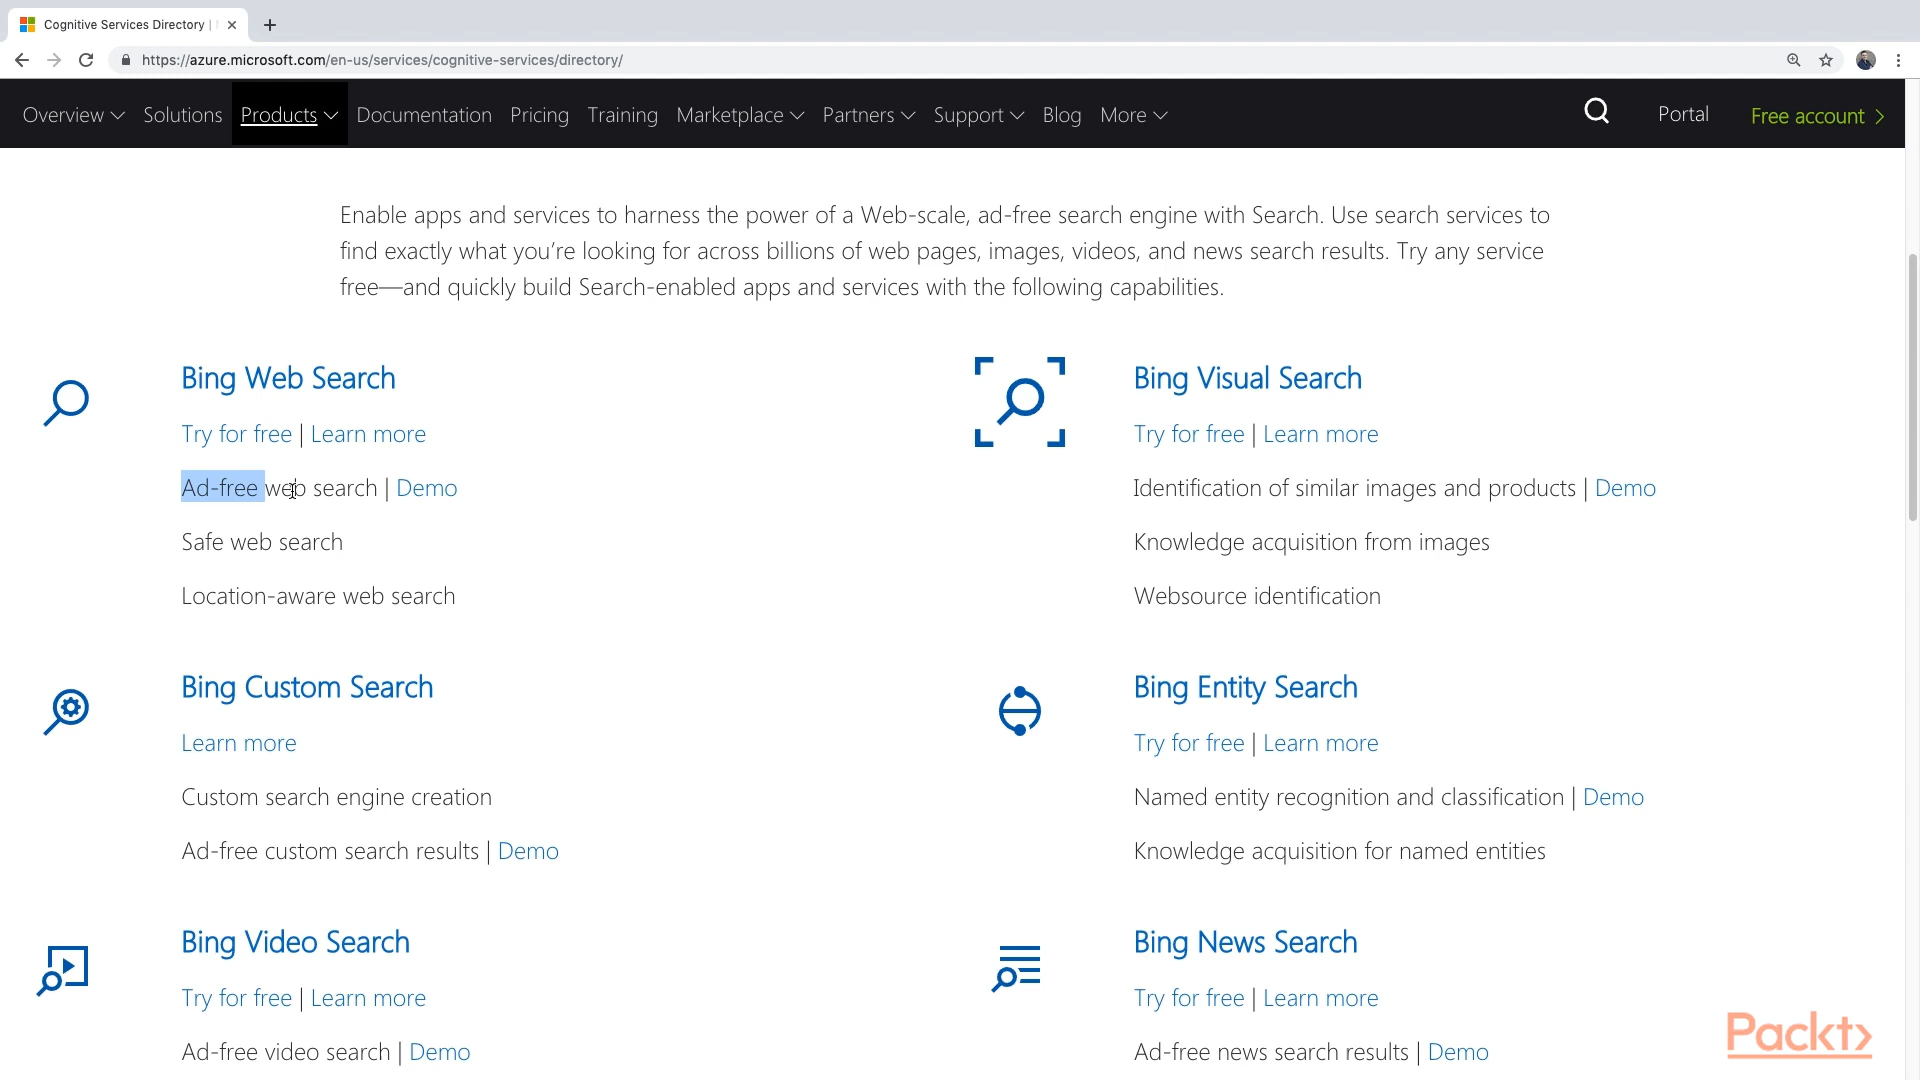 Cognitive Services Directory |
https://azure.microsoft.com/en-us/services/cognitive-services/directory/
Overview Solutions Products Documentation Pricing Training Marketplace Partners Support Blog More Portal Free account
Enable apps and services to harness the power of a Web-scale, ad-free search engine with Search. Use search services to
find exactly what you’re looking for across billions of web pages, images, videos, and news search results. Try any service
free—and quickly build Search-enabled apps and services with the following capabilities.
Bing Web Search
Try for free | Learn more
Ad-free web search | Demo
Safe web search
Location-aware web search
Bing Visual Search
Try for free | Learn more
Identification of similar images and products | Demo
Knowledge acquisition from images
Websource identification
Bing Custom Search
Learn more
Custom search engine creation
Ad-free custom search results | Demo
Bing Entity Search
Try for free | Learn more
Named entity recognition and classification | Demo
Knowledge acquisition for named entities
Bing Video Search
Try for free | Learn more
Ad-free video search | Demo
Bing News Search
Try for free | Learn more
Ad-free news search results | Demo
Packt